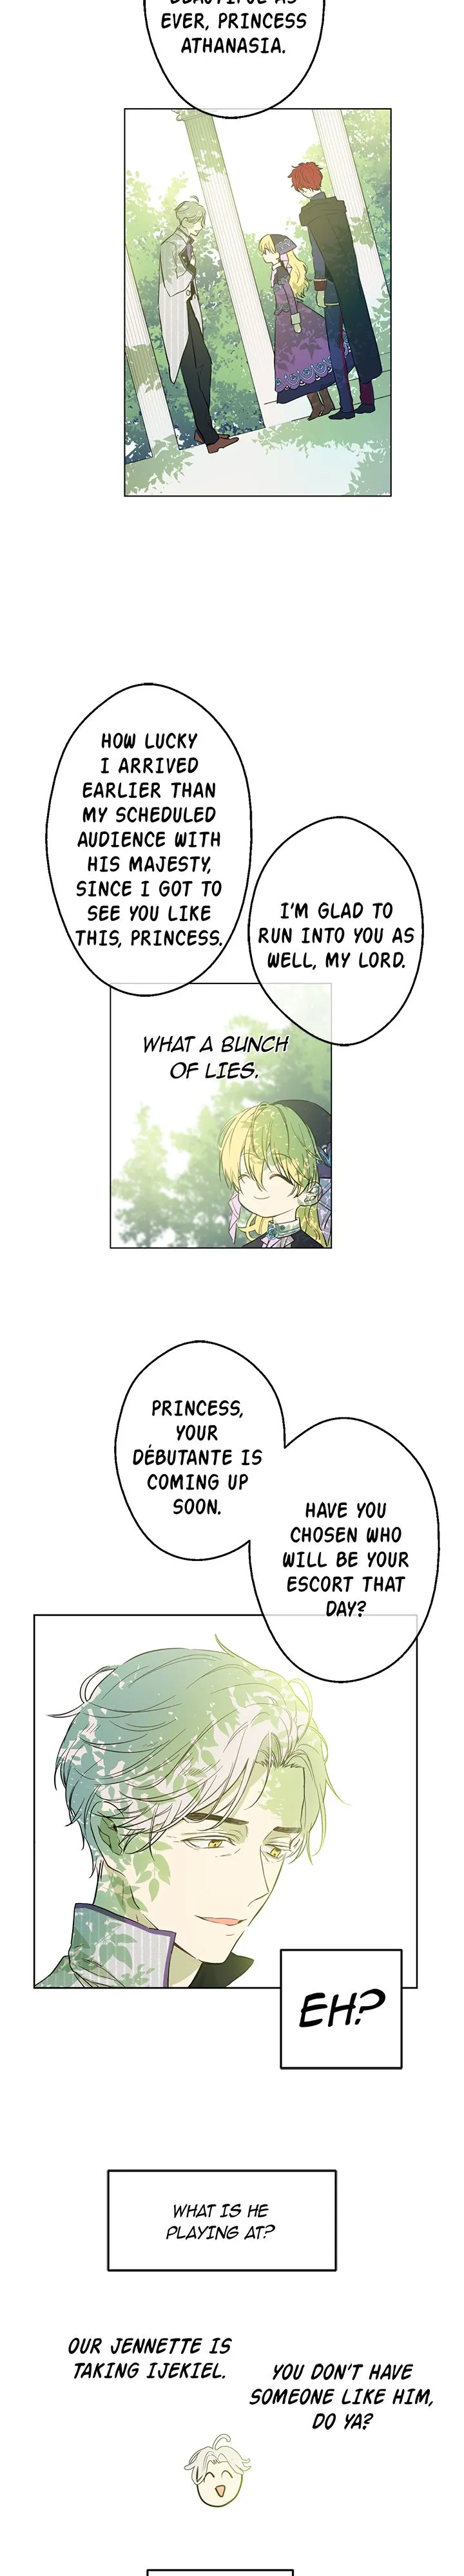 BEAUTIFUL AS
EVER, PRINCESS
ATHANASIA.
HOW LUCKY
I ARRIVED
EARLIER THAN
MY SCHEDULED
AUDIENCE WITH
HIS MAJESTY,
SINCE I GOT TO
SEE YOU LIKE
THIS, PRINCESS.
I'M GLAD TO
RUN INTO YOU AS
WELL, MY LORD.
WHAT A BUNCH
OF LIES.
PRINCESS,
YOUR
DÉBUTANTE IS
COMING UP
SOON.
HAVE YOU
CHOSEN WHO
WILL BE YOUR
ESCORT THAT
DAY?
EH?
WHAT IS HE
PLAYING AT?
OUR JENNETTE IS
TAKING IJEKIEL.
YOU DON'T HAVE
SOMEONE LIKE HIM,
DO YA?